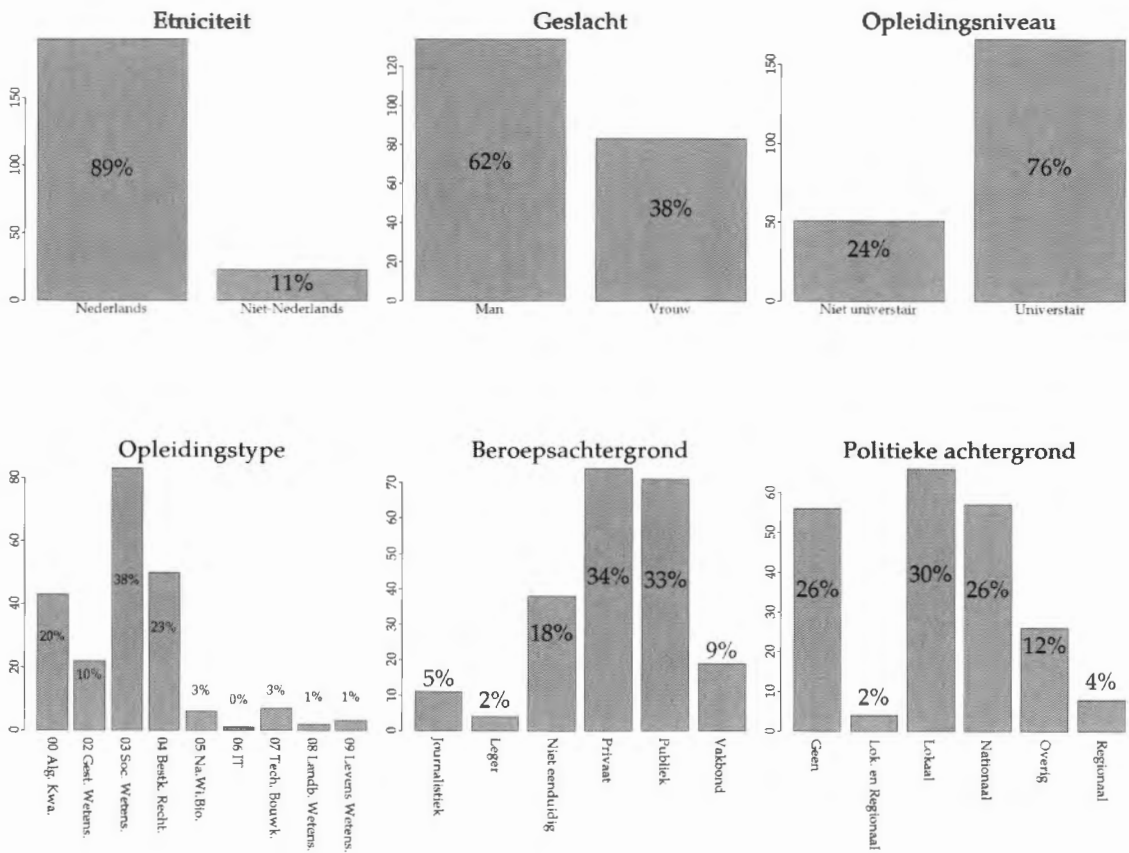 Etniciteit
150
100
50
0
89%
11%
Nederlands
Niet-Nederlands
Geslacht
120
100
80
60
40
20
0
62%
38%
Man
Vrouw
Opleidingsniveau
150
100
50
0
24%
76%
Niet universtair
Universtair
Opleidingstype
80
60
40
20
0
20%
10%
38%
23%
3%
0%
3%
1%
1%
00 Alg. Kwa.
02 Gest. Wetens.
03 Soc. Wetens.
04 Bestk. Recht.
05 Na.Wi.Bio.
06 IT
07 Tech. Bouwk.
08 Landb. Wetens.
09 Levens Wetens.
Beroepsachtergrond
70
60
50
40
30
20
10
0
5%
2%
18%
34%
33%
9%
Journalistiek
Leger
Niet eenduidig
Privaat
Publiek
Vakbond
Politieke achtergrond
60
50
40
30
20
10
0
26%
2%
30%
26%
12%
4%
Geen
Lok. en Regionaal
Lokaal
Nationaal
Overig
Regionaal